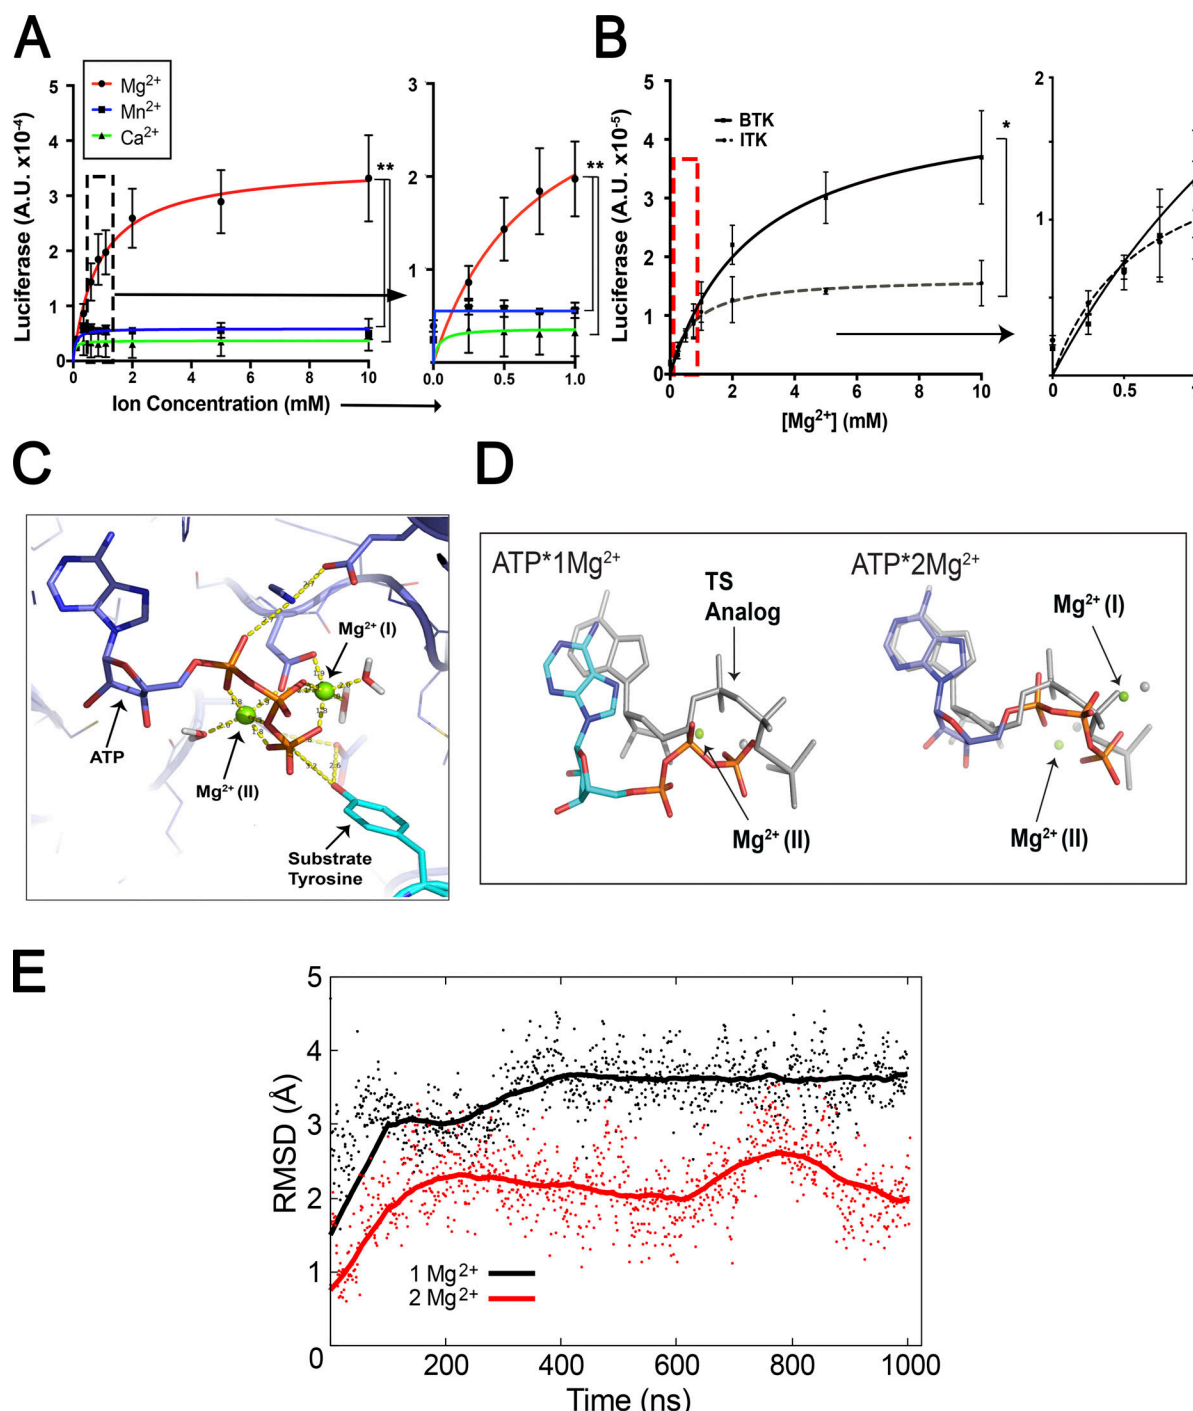 A
B
Mg²⁺
Mn²⁺
Ca²⁺
Luciferase (A.U. x10⁻⁴)
5
4
3
2
1
0
0 2 4 6 8 10
**
3
2
1
0.0 0.5 1.0
**
Ion Concentration (mM)
Luciferase (A.U. x10⁻⁵)
5
4
3
2
1
0
0 2 4 6 8 10
BTK
ITK
*
[Mg²⁺] (mM)
2
1
0 0.5
C
D
Mg²⁺ (I)
ATP
Mg²⁺ (II)
Substrate
Tyrosine
ATP*1Mg²⁺
TS
Analog
Mg²⁺ (II)
ATP*2Mg²⁺
Mg²⁺ (I)
Mg²⁺ (II)
E
RMSD (Å)
5
4
3
2
1
0 200 400 600 800 1000
1 Mg²⁺
2 Mg²⁺
Time (ns)